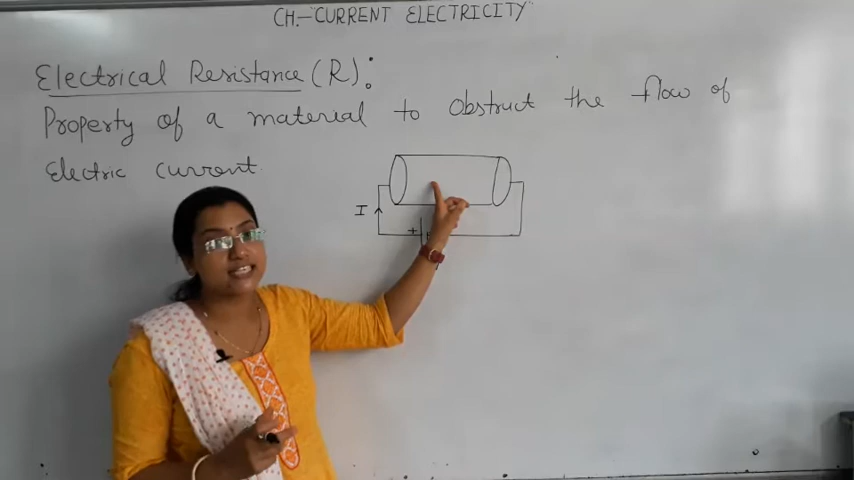 CH.-"CURRENT ELECTRICITY"
Electrical Resistance (R):
Property of a material to obstruct the flow of
electric current.
I
+